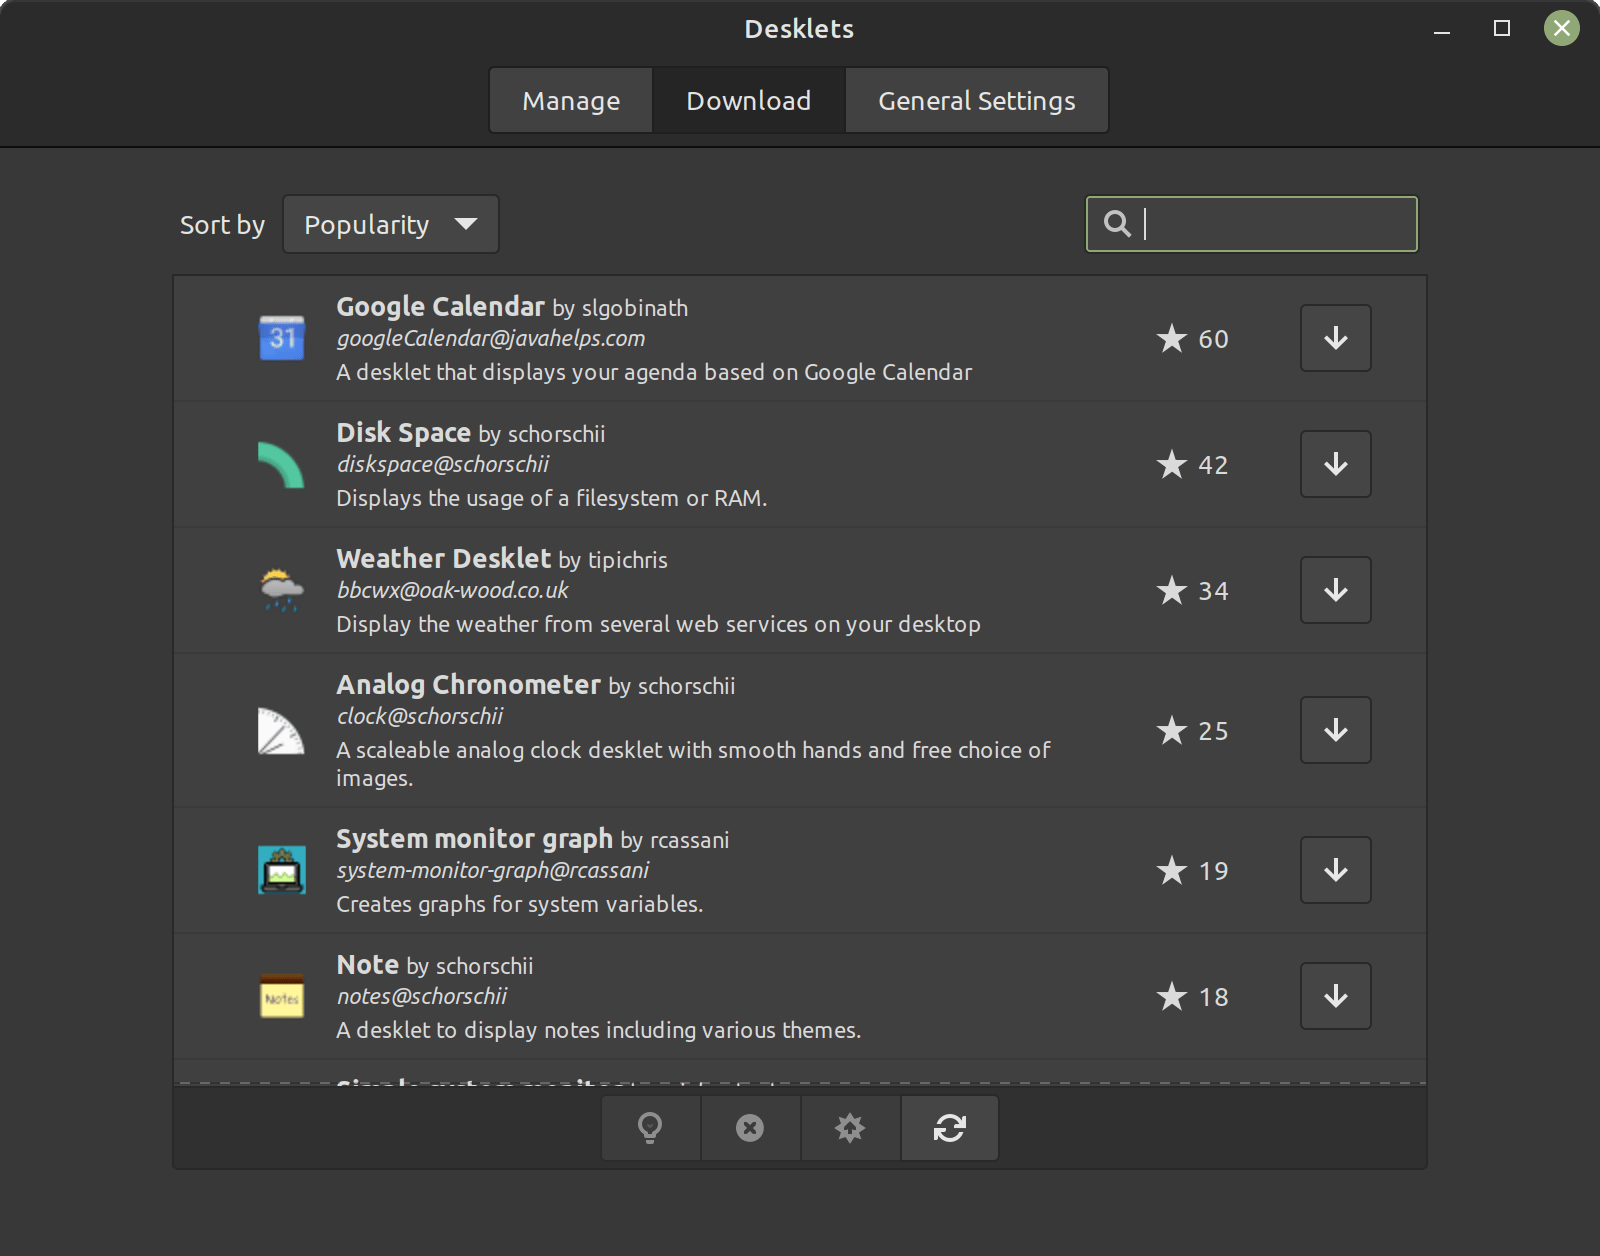 Desklets
Manage Download General Settings
Sort by Popularity
Google Calendar by slgobinath
googleCalendar@javahelps.com
A desklet that displays your agenda based on Google Calendar
31
60
Disk Space by schorschii
diskspace@schorschii
Displays the usage of a filesystem or RAM.
42
Weather Desklet by tipichris
bbcwx@oak-wood.co.uk
Display the weather from several web services on your desktop
34
Analog Chronometer by schorschii
clock@schorschii
A scaleable analog clock desklet with smooth hands and free choice of
images.
25
System monitor graph by rcassani
system-monitor-graph@rcassani
Creates graphs for system variables.
19
Note by schorschii
notes@schorschii
A desklet to display notes including various themes.
Notes
18
Simple system monitor